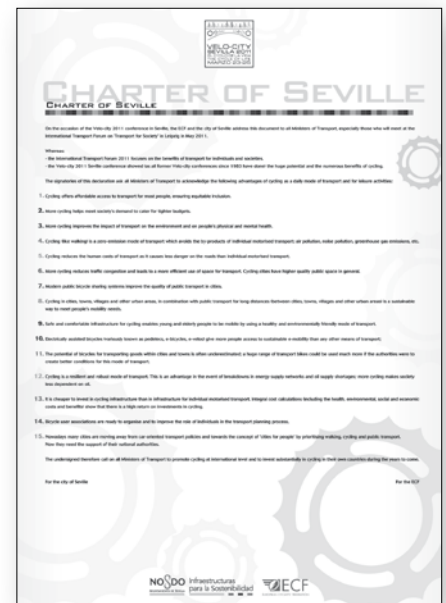 VELO-CITY
SEVILLA 2011
CHARTER OF SEVILLE
CHARTER OF SEVILLE
On the occasion of the Velo-city 2011 conference in Seville, the ECF and the city of Seville address this document to all Ministers of Transport, especially those who will meet at the
International Transport Forum on 'Transport for Society' in Leipzig in May 2011.
Whereas:
- the International Transport Forum 2011 focuses on the benefits of transport for individuals and societies.
- the Velo-city 2011 Seville conference showed (as all former Velo-city conferences since 1980) have done) the huge potential and the numerous benefits of cycling.
The signatories of this declaration ask all Ministers of Transport to acknowledge the following advantages of cycling as a daily mode of transport and for leisure activities:
1. Cycling offers affordable access to transport for most people, ensuring equitable inclusion.
2. More cycling helps meet society's demand to cater for tighter budgets.
3. More cycling improves the impact of transport on the environment and on people's physical and mental health.
4. Cycling (like walking) is a zero emission mode of transport which avoids the by-products of individual motorised transport: air pollution, noise pollution, greenhouse gas emissions, etc.
5. Cycling reduces the human costs of transport as it causes less danger on the roads than individual motorised transport.
6. More cycling reduces traffic congestion and leads to a more efficient use of space for transport. Cycling cities have higher quality public space in general.
7. Modern public bicycle sharing systems improve the quality of public transport in cities.
8. Cycling in cities, towns, villages and other urban areas, in combination with public transport for long distances (between cities, towns, villages and other urban areas) is a sustainable
way to meet people's mobility needs.
9. Safe and comfortable infrastructure for cycling enables young and elderly people to be mobile by using a healthy and environmentally friendly mode of transport.
10. Electrically assisted bicycles (variously known as pedelecs, e-bicycles, e-velos) give more people access to sustainable e-mobility than any other means of transport.
11. The potential of bicycles for transporting goods within cities and towns is often underestimated; a huge range of transport bikes could be used much more if the authorities were to
create better conditions for this mode of transport.
12. Cycling is a resilient and robust mode of transport. This is an advantage in the event of breakdowns in energy supply networks and oil supply shortages: more cycling makes society
less dependent on oil.
13. It is cheaper to invest in cycling infrastructure than in infrastructure for individual motorised transport. Integral cost calculations including the health, environmental, social and economic
costs and benefits show that there is a high return on investments in cycling.
14. Bicycle user associations are ready to organise and to improve the role of individuals in the transport planning process.
15. Nowadays many cities are moving away from car-oriented transport policies and towards the concept of 'cities for people' by prioritising walking, cycling and public transport.
Now they need the support of their national authorities.
The undersigned therefore call on all Ministers of Transport to promote cycling at international level and to invest substantially in cycling in their own countries during the years to come.
For the city of Seville
For the ECF
NO8DO
Infraestructuras
para la Sostenibilidad
ECF